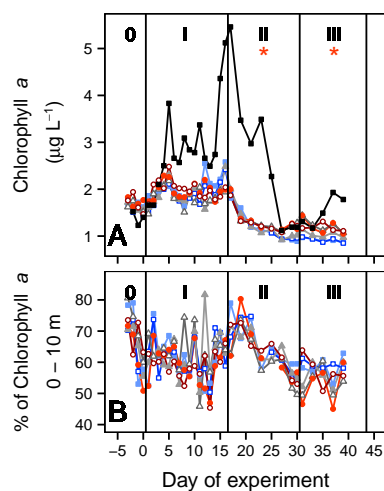 0 I II III
* *
5
4
3
2
1
Chlorophyll a
(µg L⁻¹)
A
0 I II III
80
70
60
50
40
% of Chlorophyll a
0 – 10 m
B
−5 0 5 10 15 20 25 30 35 40 45
Day of experiment